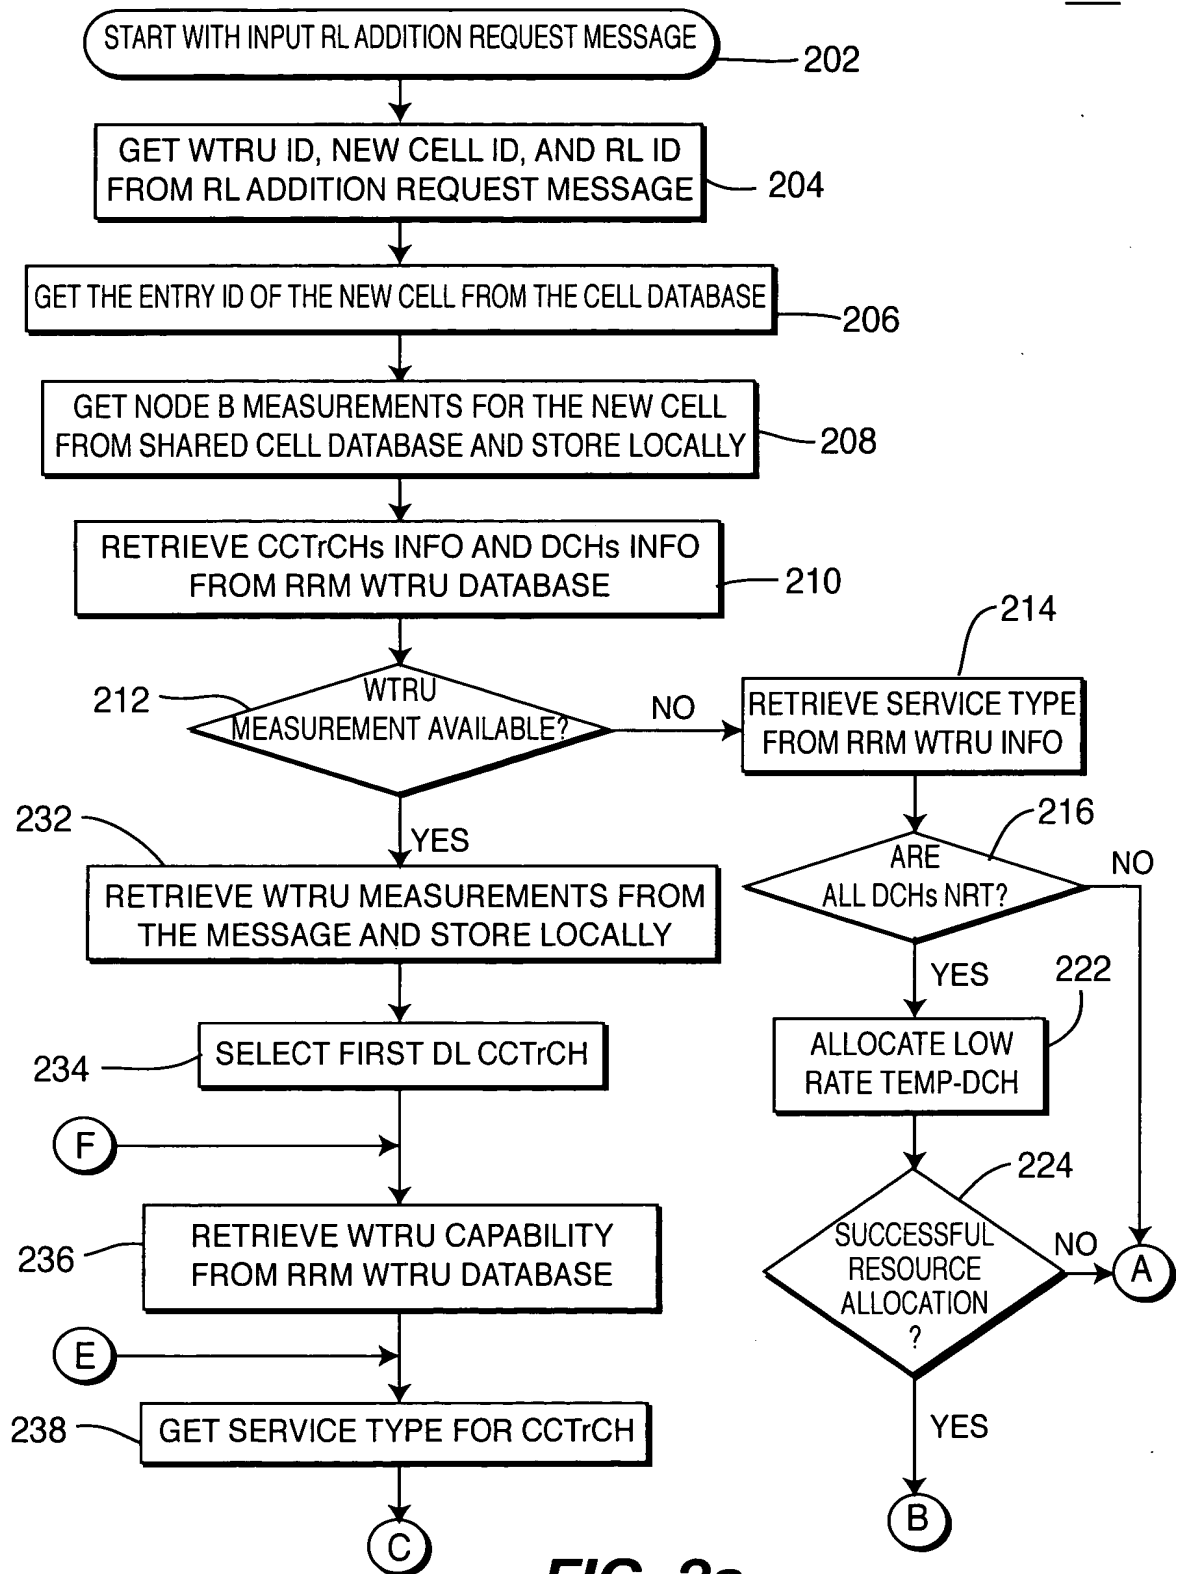 START WITH INPUT RL ADDITION REQUEST MESSAGE
202
GET WTRU ID, NEW CELL ID, AND RL ID
FROM RL ADDITION REQUEST MESSAGE
204
GET THE ENTRY ID OF THE NEW CELL FROM THE CELL DATABASE
206
GET NODE B MEASUREMENTS FOR THE NEW CELL
FROM SHARED CELL DATABASE AND STORE LOCALLY
208
RETRIEVE CCTrCHs INFO AND DCHs INFO
FROM RRM WTRU DATABASE
210
212
WTRU
MEASUREMENT AVAILABLE?
NO
YES
214
RETRIEVE SERVICE TYPE
FROM RRM WTRU INFO
216
ARE
ALL DCHs NRT?
NO
YES
222
ALLOCATE LOW
RATE TEMP-DCH
224
SUCCESSFUL
RESOURCE
ALLOCATION
?
NO
A
YES
B
232
RETRIEVE WTRU MEASUREMENTS FROM
THE MESSAGE AND STORE LOCALLY
234
SELECT FIRST DL CCTrCH
F
236
RETRIEVE WTRU CAPABILITY
FROM RRM WTRU DATABASE
E
238
GET SERVICE TYPE FOR CCTrCH
C